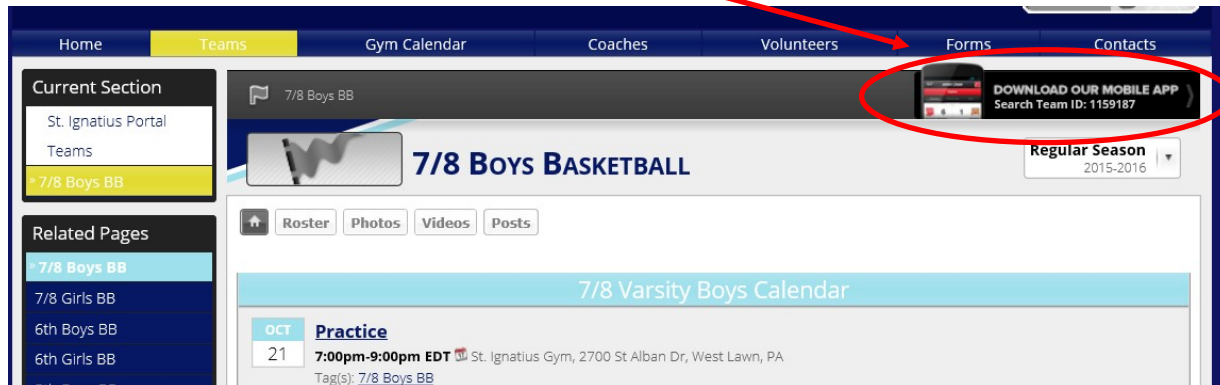 Home Teams Gym Calendar Coaches Volunteers Forms Contacts
Current Section
St. Ignatius Portal
Teams
» 7/8 Boys BB
Related Pages
» 7/8 Boys BB
7/8 Girls BB
6th Boys BB
6th Girls BB
7/8 Boys BB
DOWNLOAD OUR MOBILE APP
Search Team ID: 1159187
7/8 BOYS BASKETBALL
Regular Season
2015-2016
Roster Photos Videos Posts
7/8 Varsity Boys Calendar
OCT
21
Practice
7:00pm-9:00pm EDT St. Ignatius Gym, 2700 St Alban Dr, West Lawn, PA
Tag(s): 7/8 Boys BB